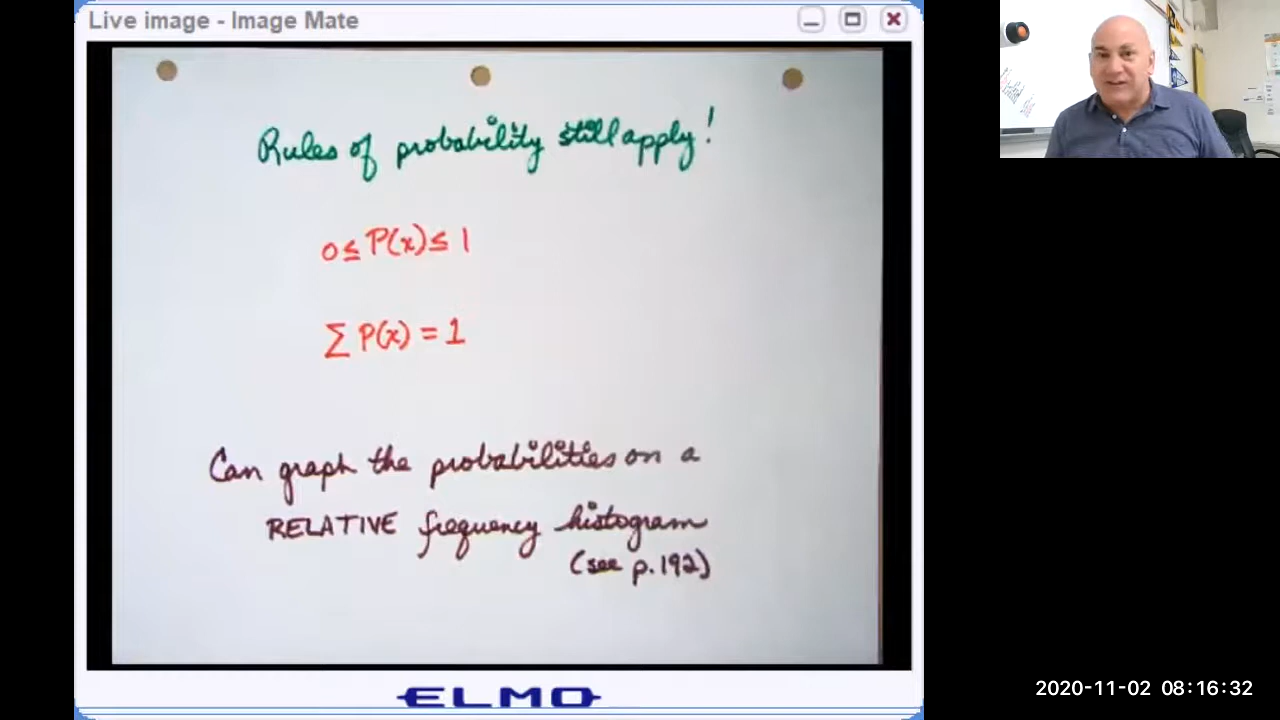 Live image - Image Mate
Rules of probability still apply!
0 ≤ P(x) ≤ 1
∑ P(x) = 1
Can graph the probabilities on a
RELATIVE frequency histogram
(see p.192)
ELMO
2020-11-02 08:16:32